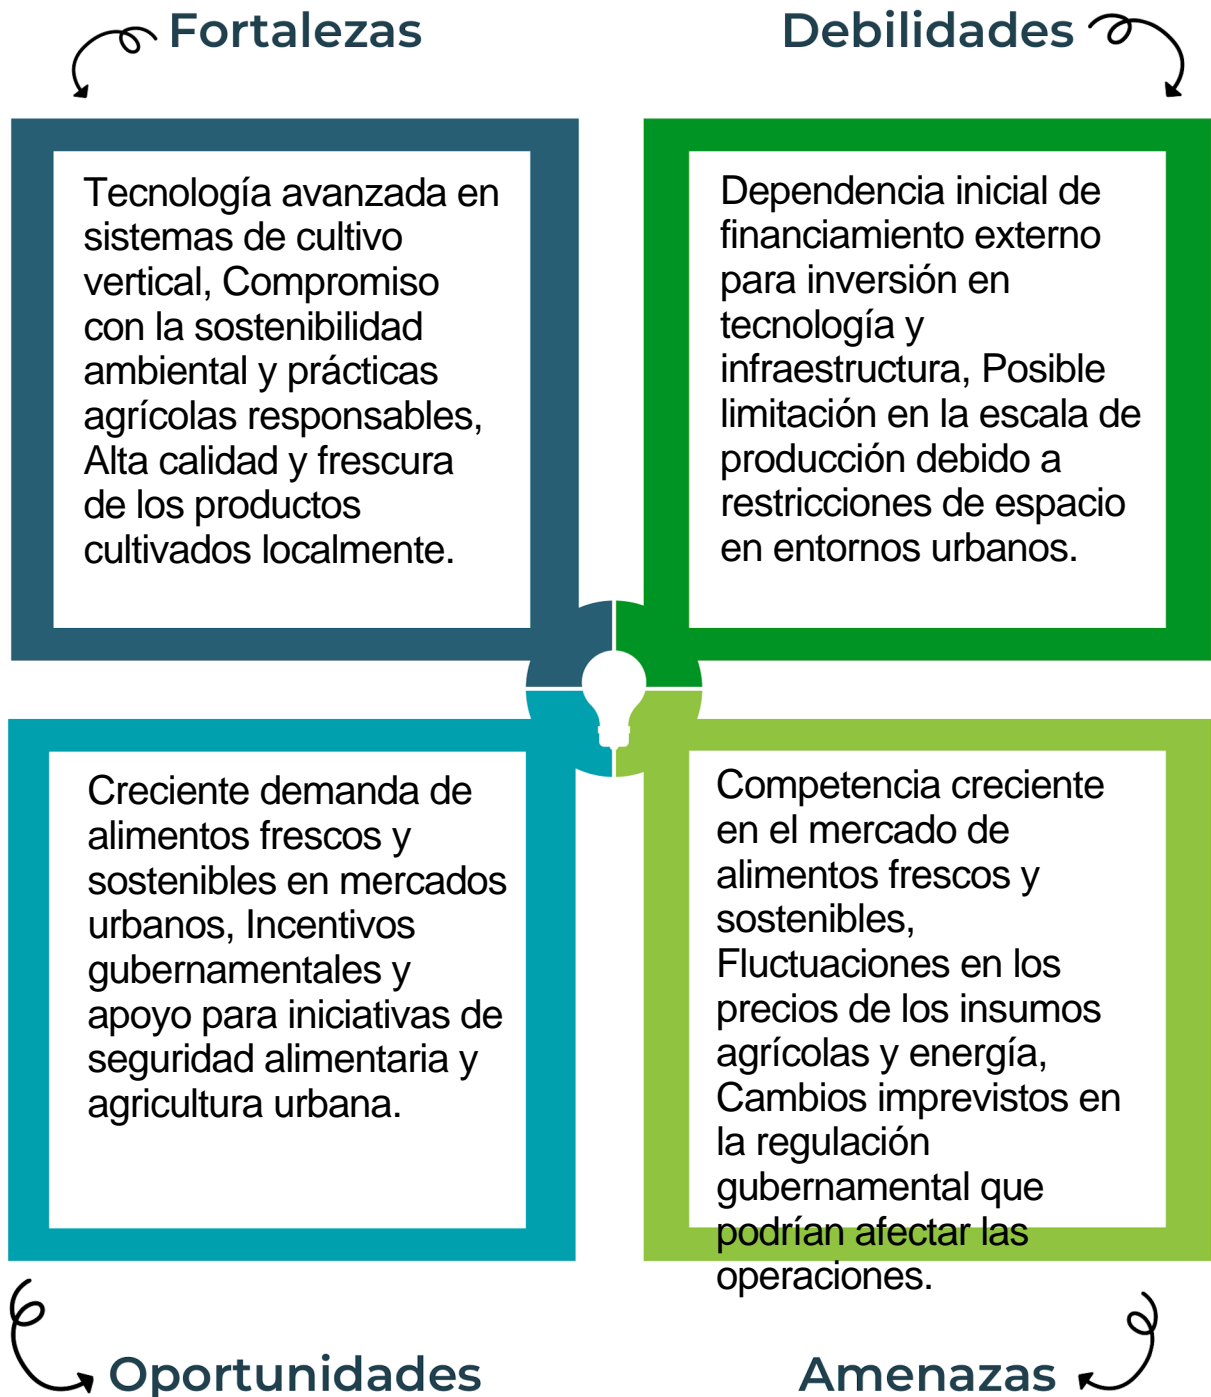 Fortalezas
Tecnología avanzada en
sistemas de cultivo
vertical, Compromiso
con la sostenibilidad
ambiental y prácticas
agrícolas responsables,
Alta calidad y frescura
de los productos
cultivados localmente.
Debilidades
Dependencia inicial de
financiamiento externo
para inversión en
tecnología y
infraestructura, Posible
limitación en la escala de
producción debido a
restricciones de espacio
en entornos urbanos.
Creciente demanda de
alimentos frescos y
sostenibles en mercados
urbanos, Incentivos
gubernamentales y
apoyo para iniciativas de
seguridad alimentaria y
agricultura urbana.
Oportunidades
Competencia creciente
en el mercado de
alimentos frescos y
sostenibles,
Fluctuaciones en los
precios de los insumos
agrícolas y energía,
Cambios imprevistos en
la regulación
gubernamental que
podrían afectar las
operaciones.
Amenazas